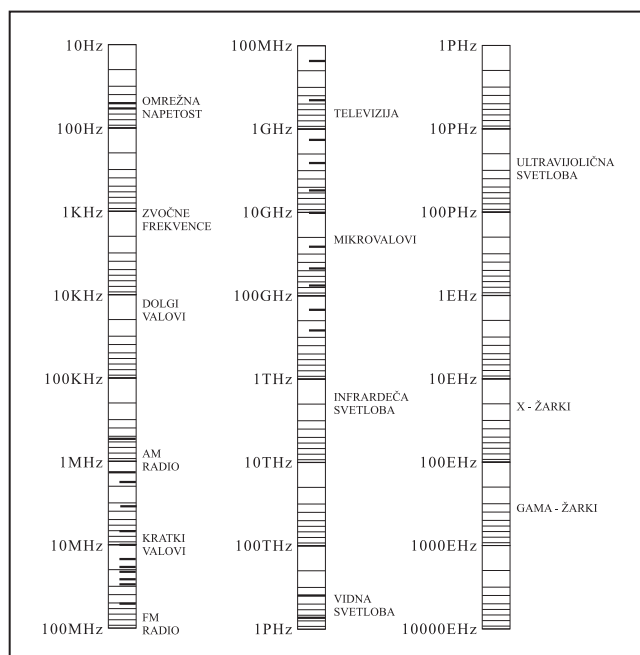 10Hz
OMREŽNA
NAPETOST
100Hz
1KHz
ZVOČNE
FREKVENCE
10KHz
DOLGI
VALOVI
100KHz
1MHz
AM
RADIO
10MHz
KRATKI
VALOVI
FM
RADIO
100MHz
100MHz
TELEVIZIJA
1GHz
10GHz
MIKROVALOVI
100GHz
1THz
INFRARDEČA
SVETLOBA
10THz
100THz
VIDNA
SVETLOBA
1PHz
1PHz
10PHz
ULTRAVIJOLIČNA
SVETLOBA
100PHz
1EHz
10EHz
X - ŽARKI
100EHz
GAMA - ŽARKI
1000EHz
10000EHz